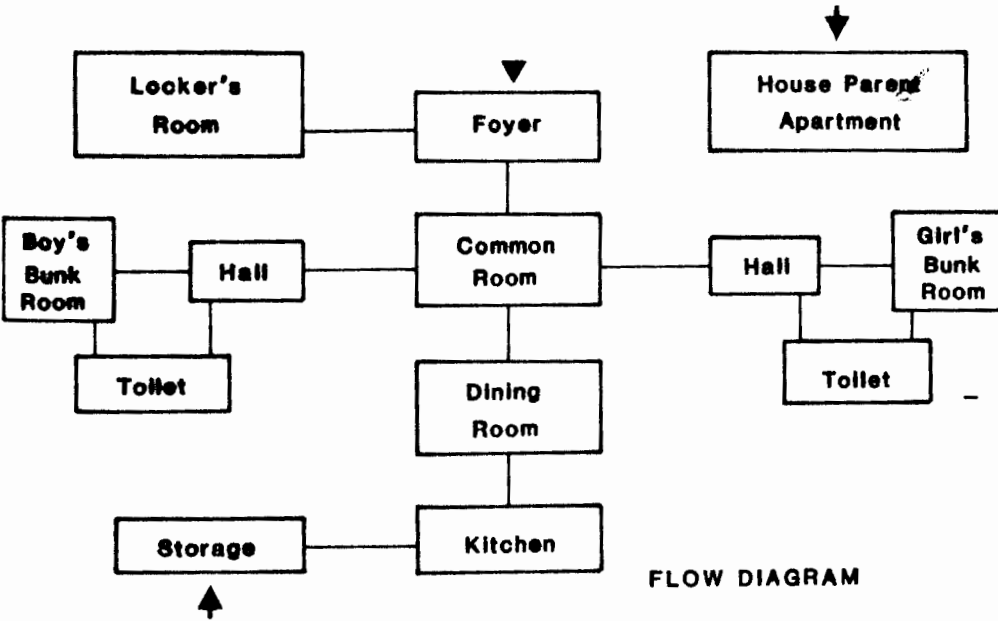 Locker's
Room
Foyer
House Parent
Apartment
Boy's
Bunk
Room
Hall
Common
Room
Hall
Girl's
Bunk
Room
Toilet
Dining
Room
Toilet
Storage
Kitchen
FLOW DIAGRAM